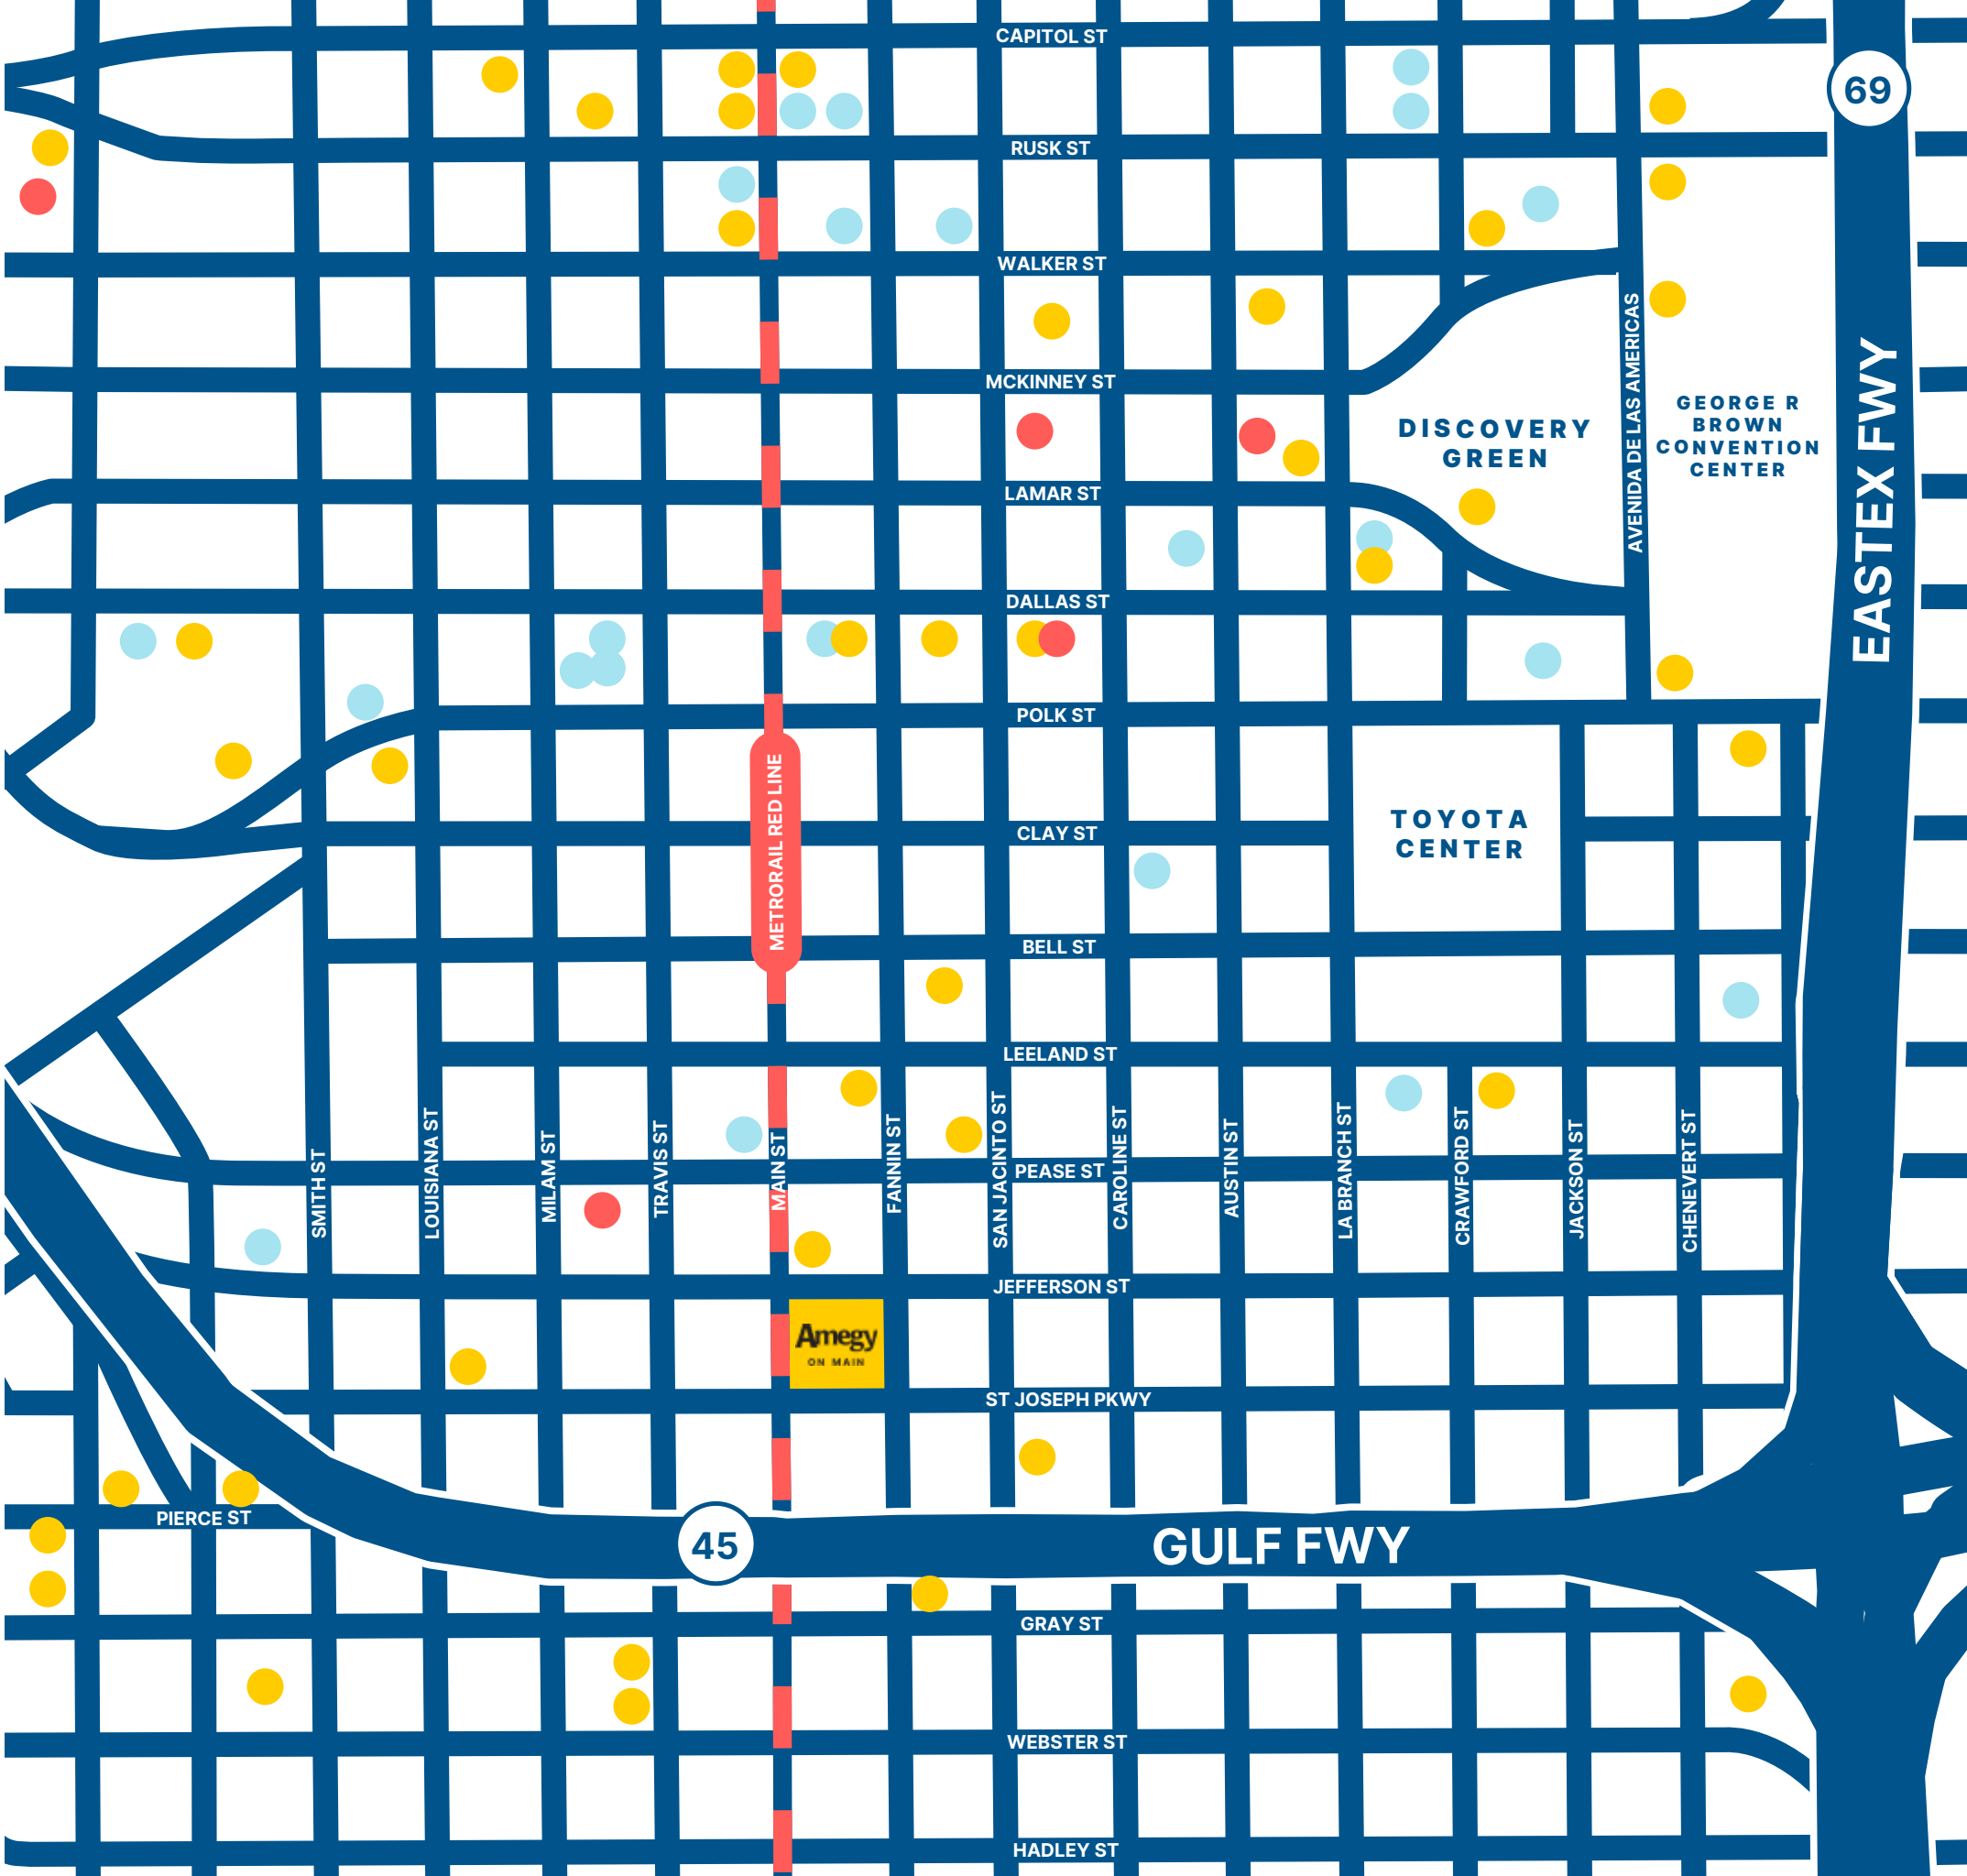 CAPITOL ST
69
RUSK ST
WALKER ST
MCKINNEY ST
AVENIDA DE LAS AMERICAS
EASTEX FWY
GEORGE R
BROWN
CONVENTION
CENTER
DISCOVERY
GREEN
LAMAR ST
DALLAS ST
POLK ST
METRORAIL RED LINE
CLAY ST
TOYOTA
CENTER
BELL ST
LEELAND ST
SMITH ST
LOUISIANA ST
MILAM ST
TRAVIS ST
MAIN ST
FANNIN ST
SAN JACINTO ST
PEASE ST
CAROLINE ST
AUSTIN ST
LA BRANCH ST
CRAWFORD ST
JACKSON ST
CHENEVERT ST
JEFFERSON ST
Amegy
ON MAIN
ST JOSEPH PKWY
PIERCE ST
45
GULF FWY
GRAY ST
WEBSTER ST
HADLEY ST